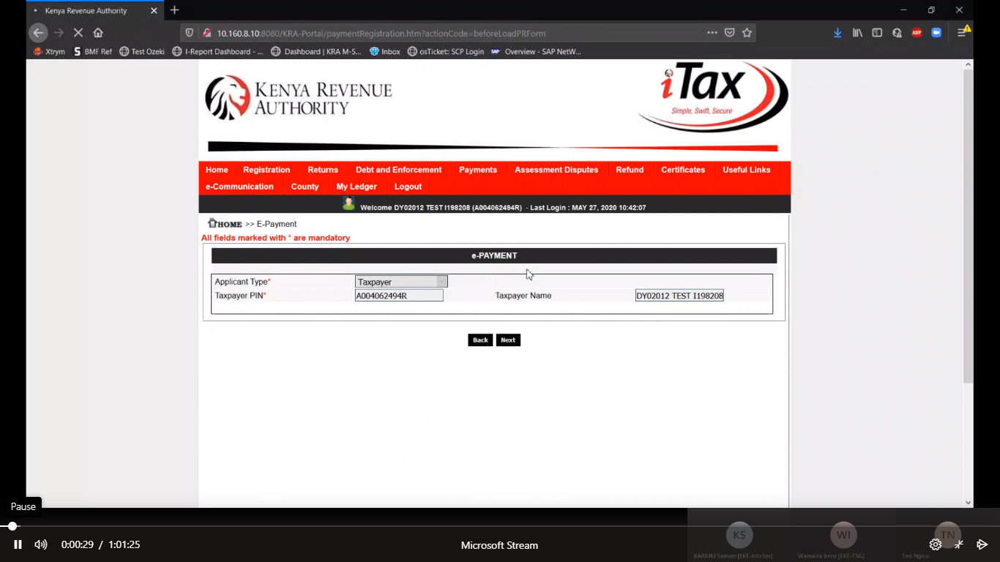 Kenya Revenue Authority
10.160.8.10:8080/KRA-Portal/paymentRegistration.htm?actionCode=beforeLoadPRForm
ABP
Xtrym S BMF Ref Test Ozeki I-Report Dashboard - ... Dashboard | KRA M-S... Inbox osTicket:: SCP Login SAP Overview - SAP NetW...
KENYA REVENUE
AUTHORITY
iTax
Simple, Swift, Secure
Home Registration Returns Debt and Enforcement Payments Assessment Disputes Refund Certificates Useful Links
e-Communication County My Ledger Logout
Welcome DY02012 TEST I198208 (A004062494R) - Last Login : MAY 27, 2020 10:42:07
HOME >> E-Payment
All fields marked with * are mandatory
e-PAYMENT
Applicant Type* Taxpayer
Taxpayer PIN* A004062494R Taxpayer Name DY02012 TEST I198208
Back Next
Pause
0:00:29 / 1:01:25
Microsoft Stream
KS WI TN
KARIUKI Samuel [EKE-InfoSec] Wamaina Irene [EKE-TSG] Ted Ngicu